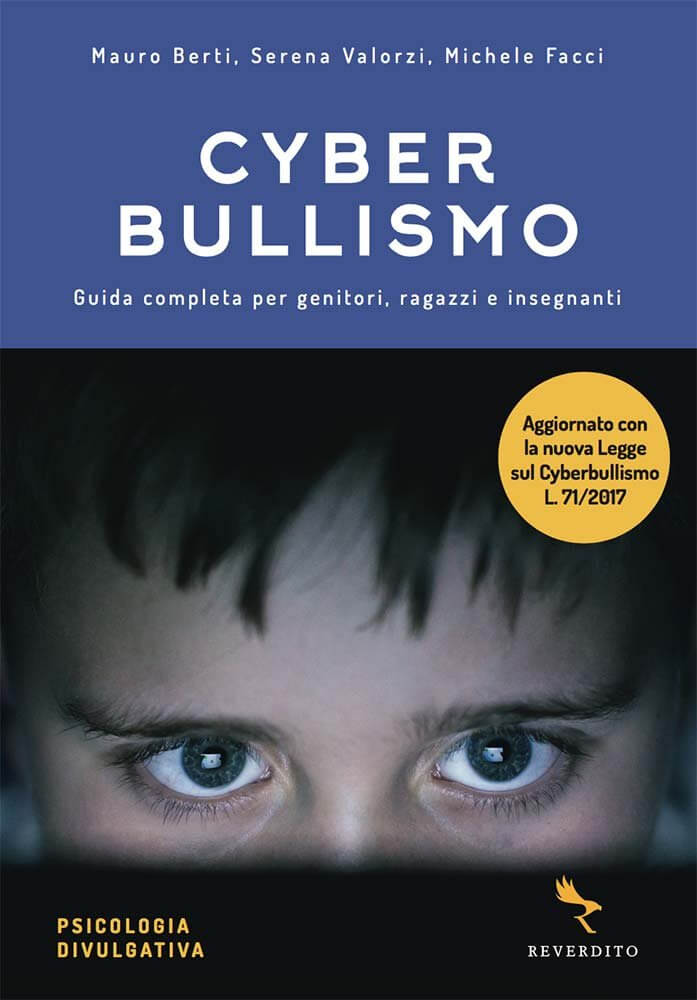 Mauro Berti, Serena Valorzi, Michele Facci
CYBER
BULLISMO
Guida completa per genitori, ragazzi e insegnanti
Aggiornato con
la nuova Legge
sul Cyberbullismo
L. 71/2017
PSICOLOGIA
DIVULGATIVA
REVERDITO